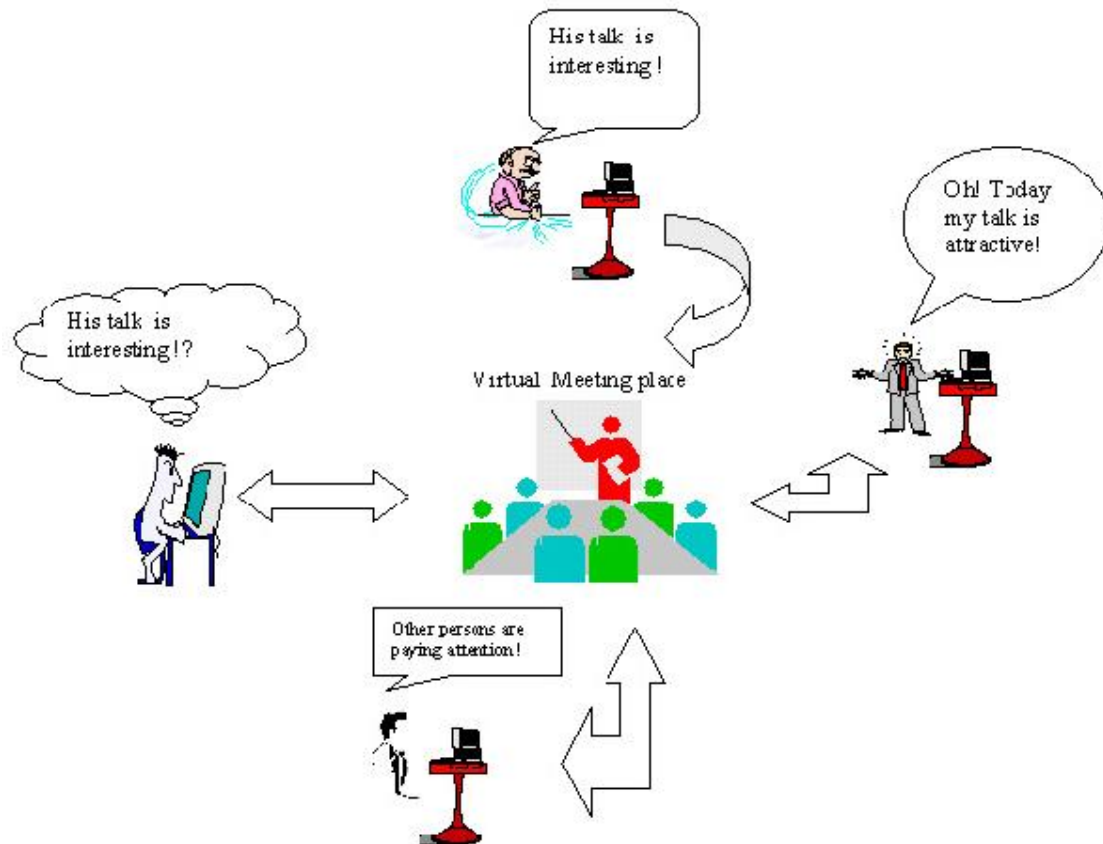 His talk is
interesting!
Oh! Today
my talk is
attractive!
His talk is
interesting!?
Virtual Meeting place
Other persons are
paying attention!